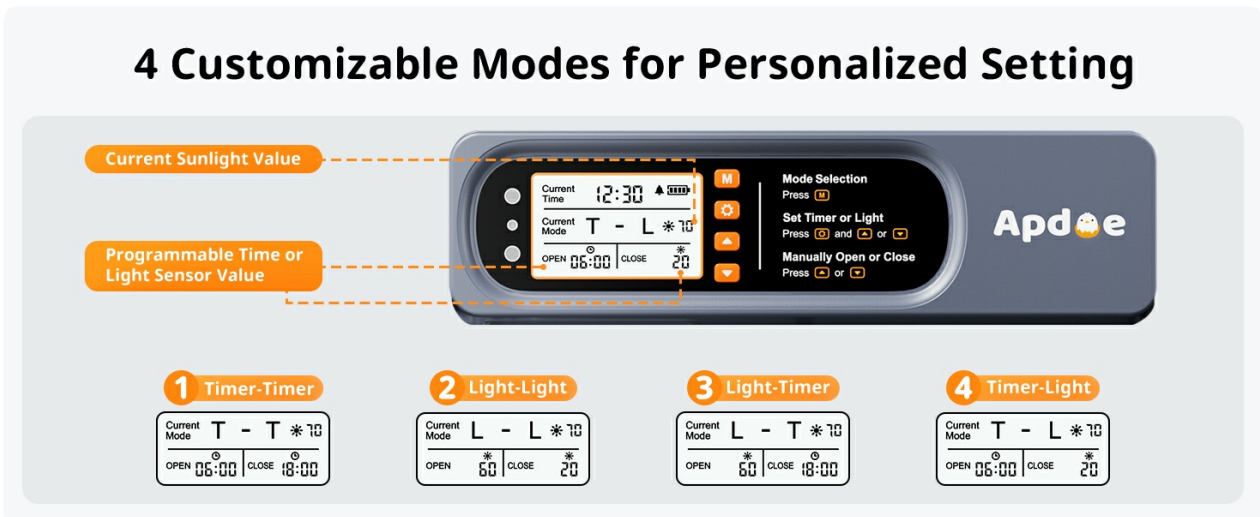 4 Customizable Modes for Personalized Setting
Current Sunlight Value
Programmable Time or
Light Sensor Value
Current
Time
12:30
Current
Mode
T - L 70
OPEN 06:00 CLOSE 20
M
Mode Selection
Press M
Set Timer or Light
Press and or
Manually Open or Close
Press or
Apdoe
1 Timer-Timer
Current
Mode
T - T 70
OPEN 06:00 CLOSE 18:00
2 Light-Light
Current
Mode
L - L 70
OPEN 60 CLOSE 20
3 Light-Timer
Current
Mode
L - T 70
OPEN 60 CLOSE 18:00
4 Timer-Light
Current
Mode
T - L 70
OPEN 06:00 CLOSE 20